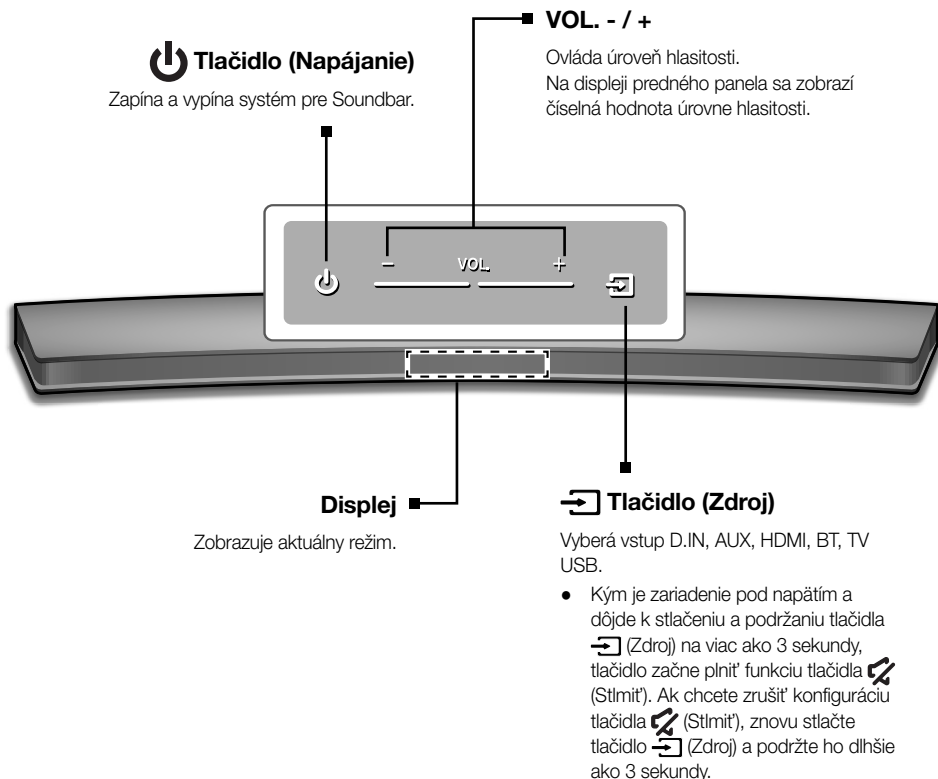 VOL. - / +
Ovláda úroveň hlasitosti.
Na displeji predného panela sa zobrazí
číselná hodnota úrovne hlasitosti.
Tlačidlo (Napájanie)
Zapína a vypína systém pre Soundbar.
- VOL. +
Displej
Zobrazuje aktuálny režim.
Tlačidlo (Zdroj)
Vyberá vstup D.IN, AUX, HDMI, BT, TV
USB.
● Kým je zariadenie pod napätím a
dôjde k stlačeniu a podržaniu tlačidla
(Zdroj) na viac ako 3 sekundy,
tlačidlo začne plniť funkciu tlačidla
(Stlmiť). Ak chcete zrušiť konfiguráciu
tlačidla (Stlmiť), znovu stlačte
tlačidlo (Zdroj) a podržte ho dlhšie
ako 3 sekundy.